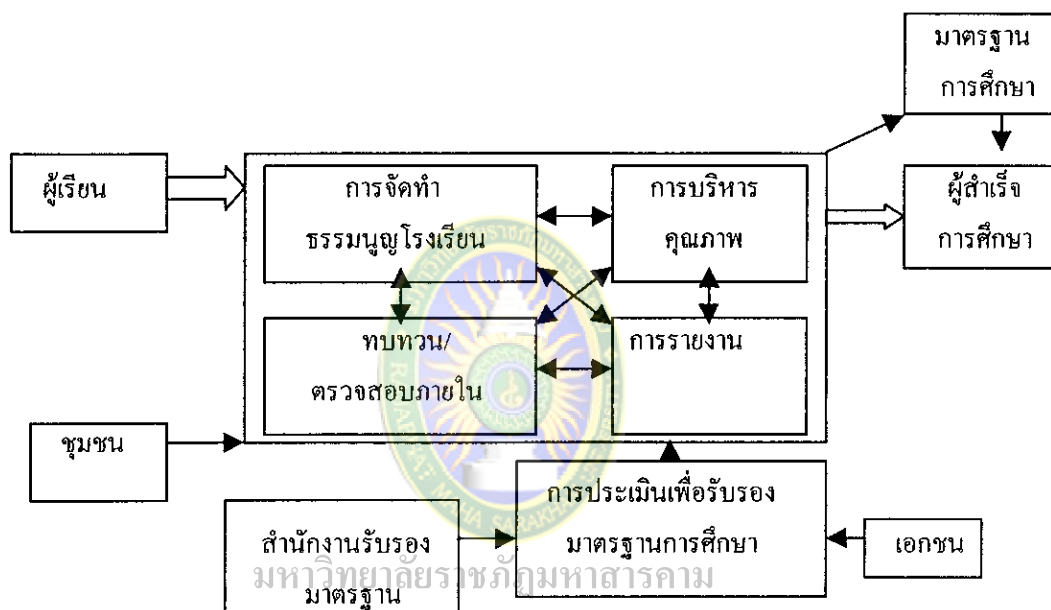 มาตรฐาน
การศึกษา
ผู้เรียน
การจัดทำ
ธรรมนูญโรงเรียน
การบริหาร
คุณภาพ
ผู้สำเร็จ
การศึกษา
ทบทวน/
ตรวจสอบภายใน
การรายงาน
ชุมชน
การประเมินเพื่อรับรอง
มาตรฐานการศึกษา
สำนักงานรับรอง
มาตรฐาน
เอกชน
มหาวิทยาลัยราชภัฏมหาสารคาม